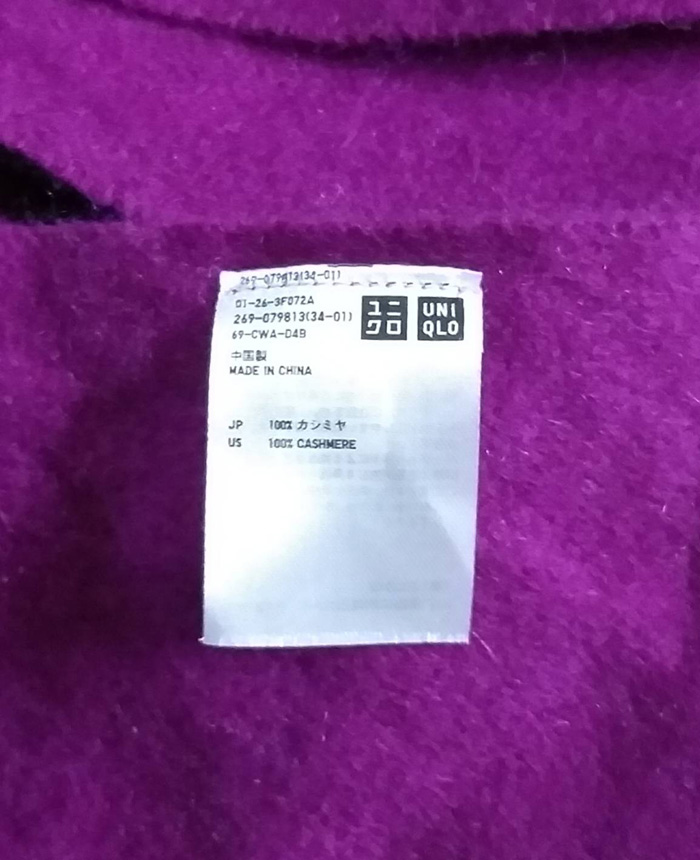 269-079813(34-01)
01-26-3F072A
269-079813(34-01)
69-CWA-04B
ユニ
クロ
UNI
QLO
中国製
MADE IN CHINA
JP 100% カシミヤ
US 100% CASHMERE